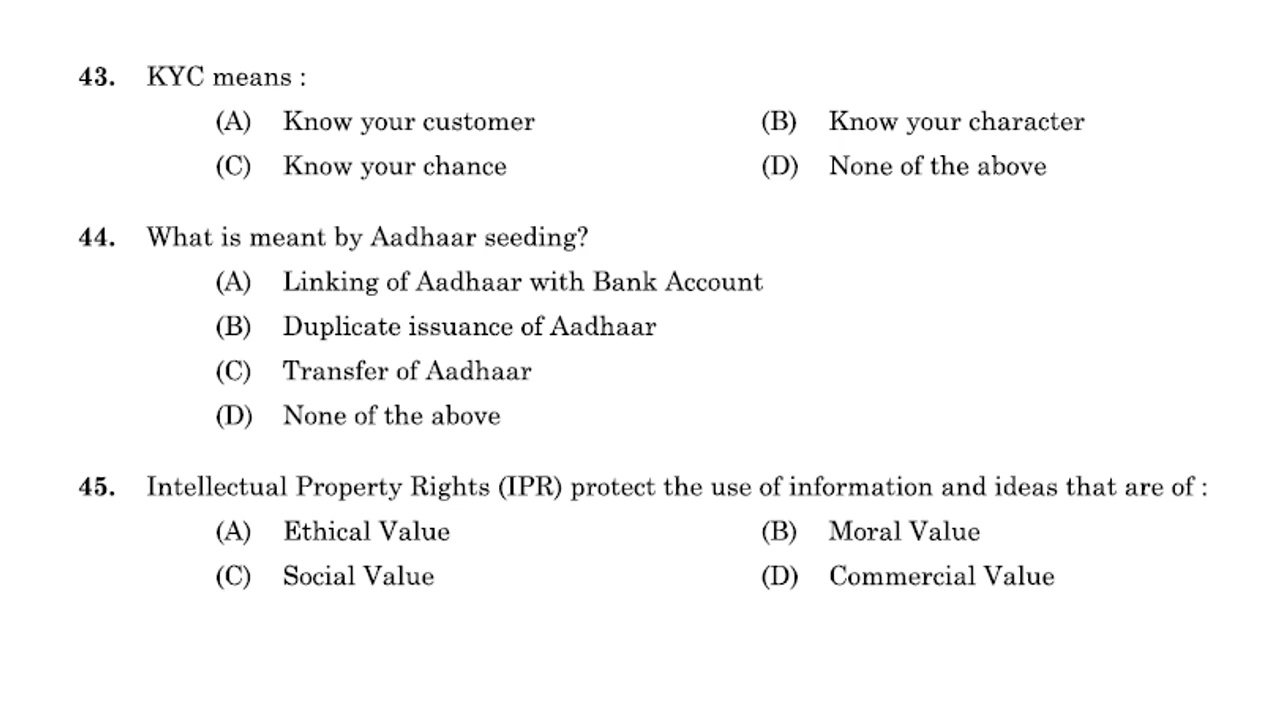 43. KYC means :
(A) Know your customer (B) Know your character
(C) Know your chance (D) None of the above
44. What is meant by Aadhaar seeding?
(A) Linking of Aadhaar with Bank Account
(B) Duplicate issuance of Aadhaar
(C) Transfer of Aadhaar
(D) None of the above
45. Intellectual Property Rights (IPR) protect the use of information and ideas that are of :
(A) Ethical Value (B) Moral Value
(C) Social Value (D) Commercial Value